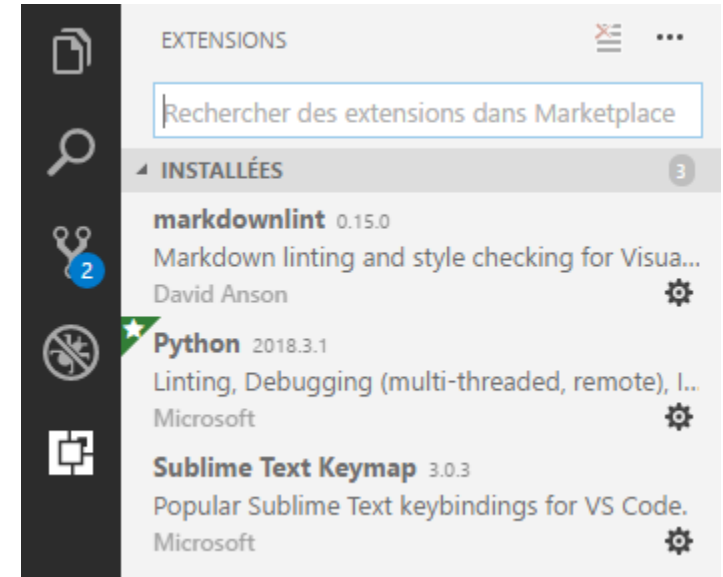 EXTENSIONS
Rechercher des extensions dans Marketplace
INSTALLÉES 3
markdownlint 0.15.0
Markdown linting and style checking for Visua...
David Anson
2
Python 2018.3.1
Linting, Debugging (multi-threaded, remote), I...
Microsoft
Sublime Text Keymap 3.0.3
Popular Sublime Text keybindings for VS Code.
Microsoft